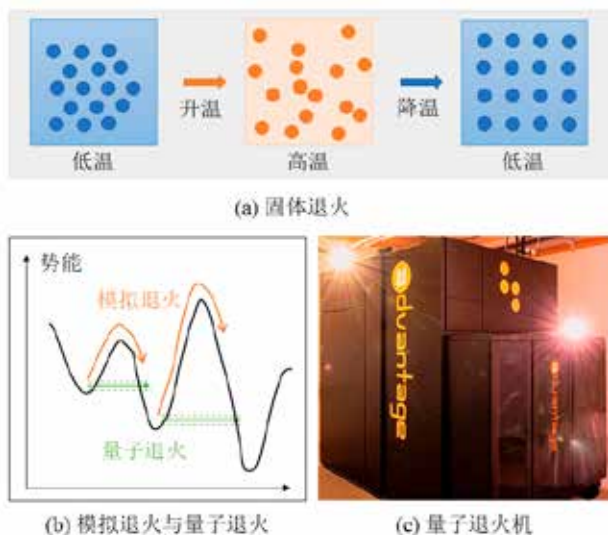 升温
降温
低温
高温
低温
(a) 固体退火
势能
模拟退火
量子退火
(b) 模拟退火与量子退火
advantage
advantage
(c) 量子退火机